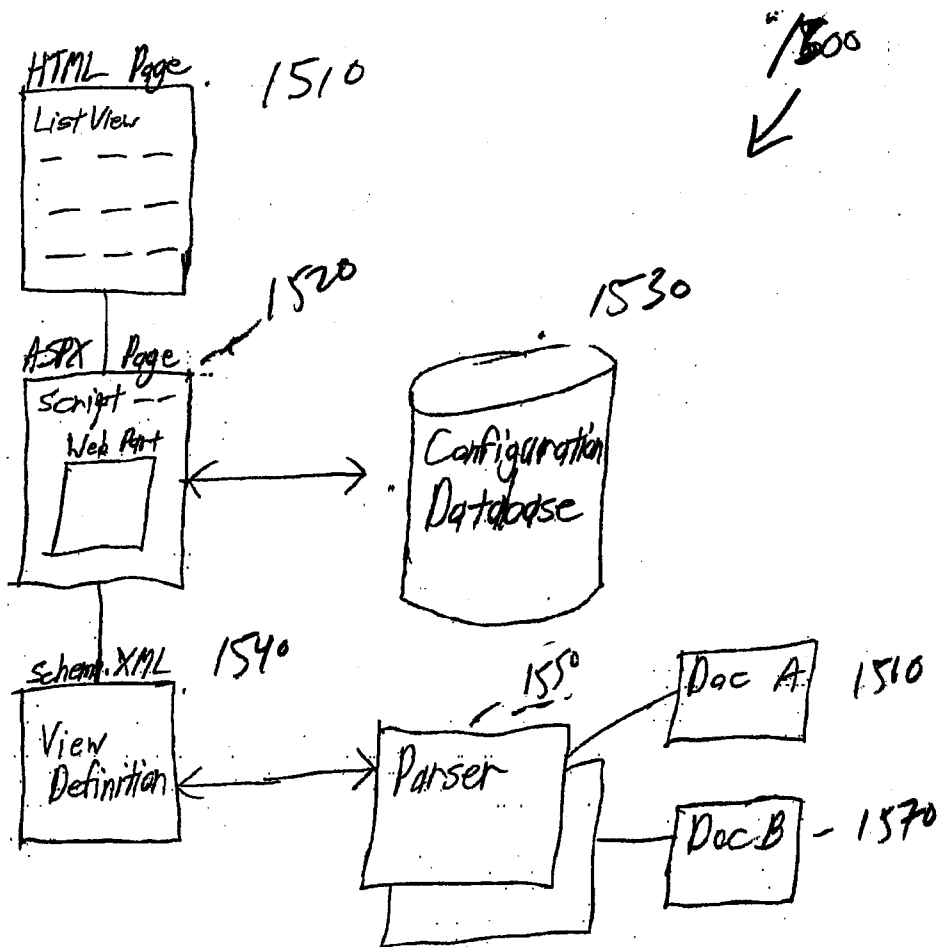 HTML Page
1510
ListView
1520
ASPX Page
Script
Web Part
1530
Configuration
Database
schema.XML
1540
View
Definition
1550
Parser
Doc A
1510
Doc B
1570